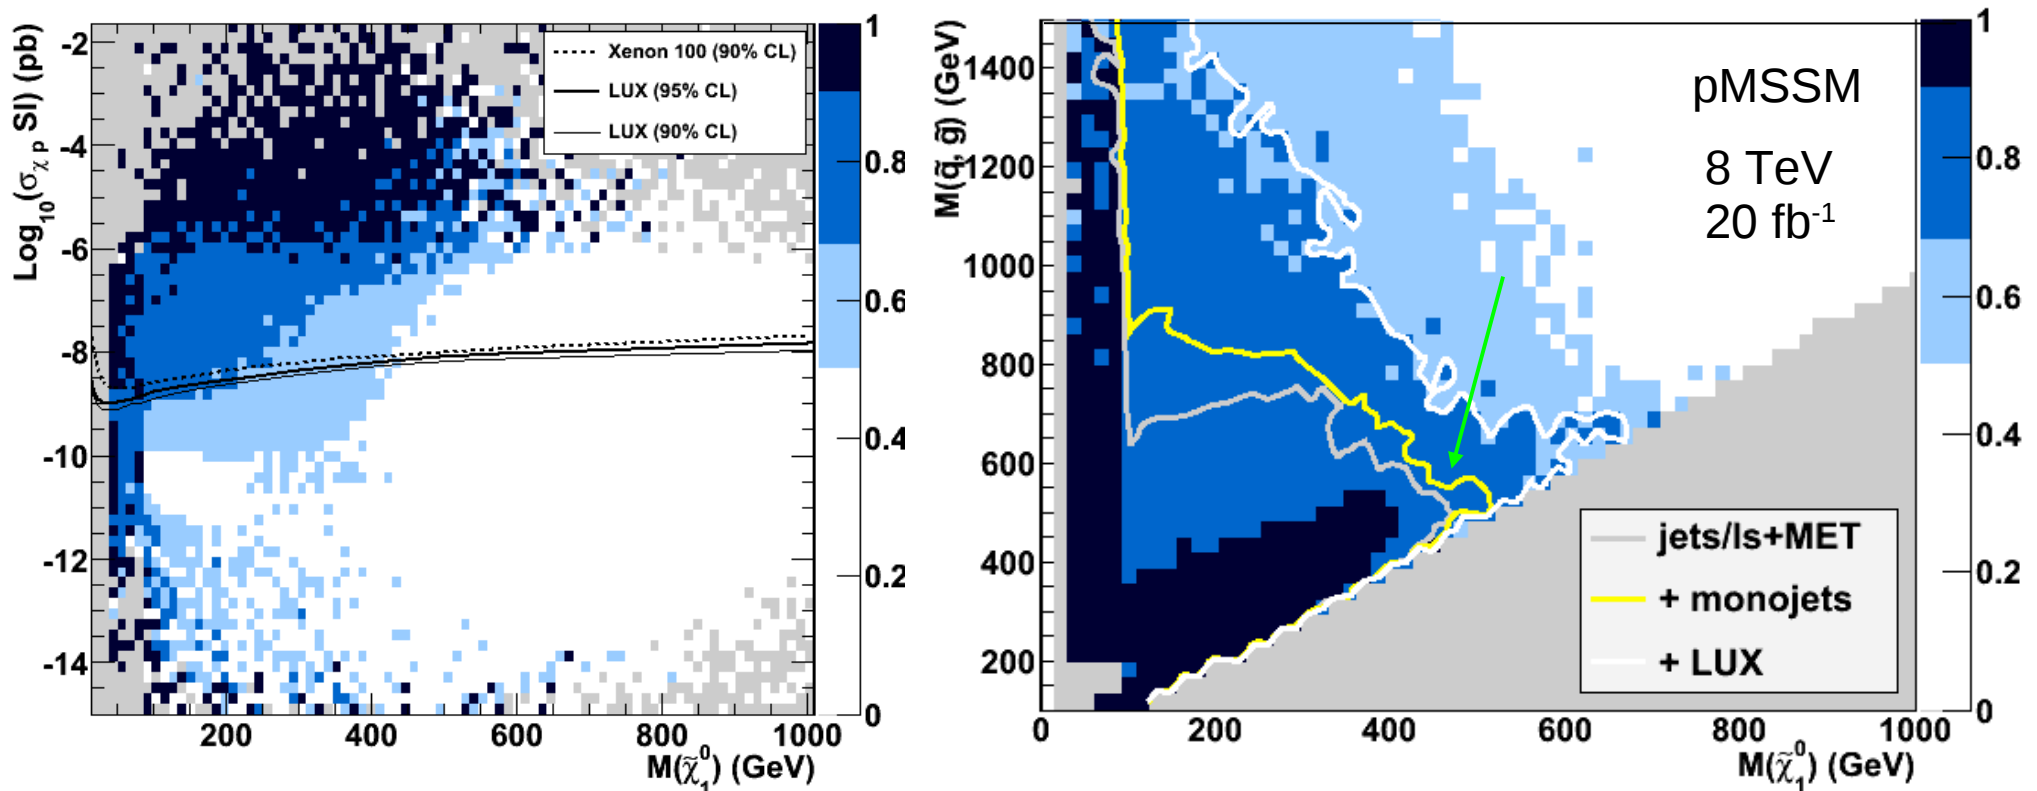 Log10(σχ p SI) (pb)
-2
-4
-6
-8
-10
-12
-14
Xenon 100 (90% CL)
LUX (95% CL)
LUX (90% CL)
200
400
600
800
1000
M(χ̃⁰₁) (GeV)
1
0.8
0.6
0.4
0.2
0
M(q̃, g̃) (GeV)
1400
1200
1000
800
600
400
200
pMSSM
8 TeV
20 fb-1
jets/ls+MET
+ monojets
+ LUX
0
200
400
600
800
1000
M(χ̃⁰₁) (GeV)
1
0.8
0.6
0.4
0.2
0